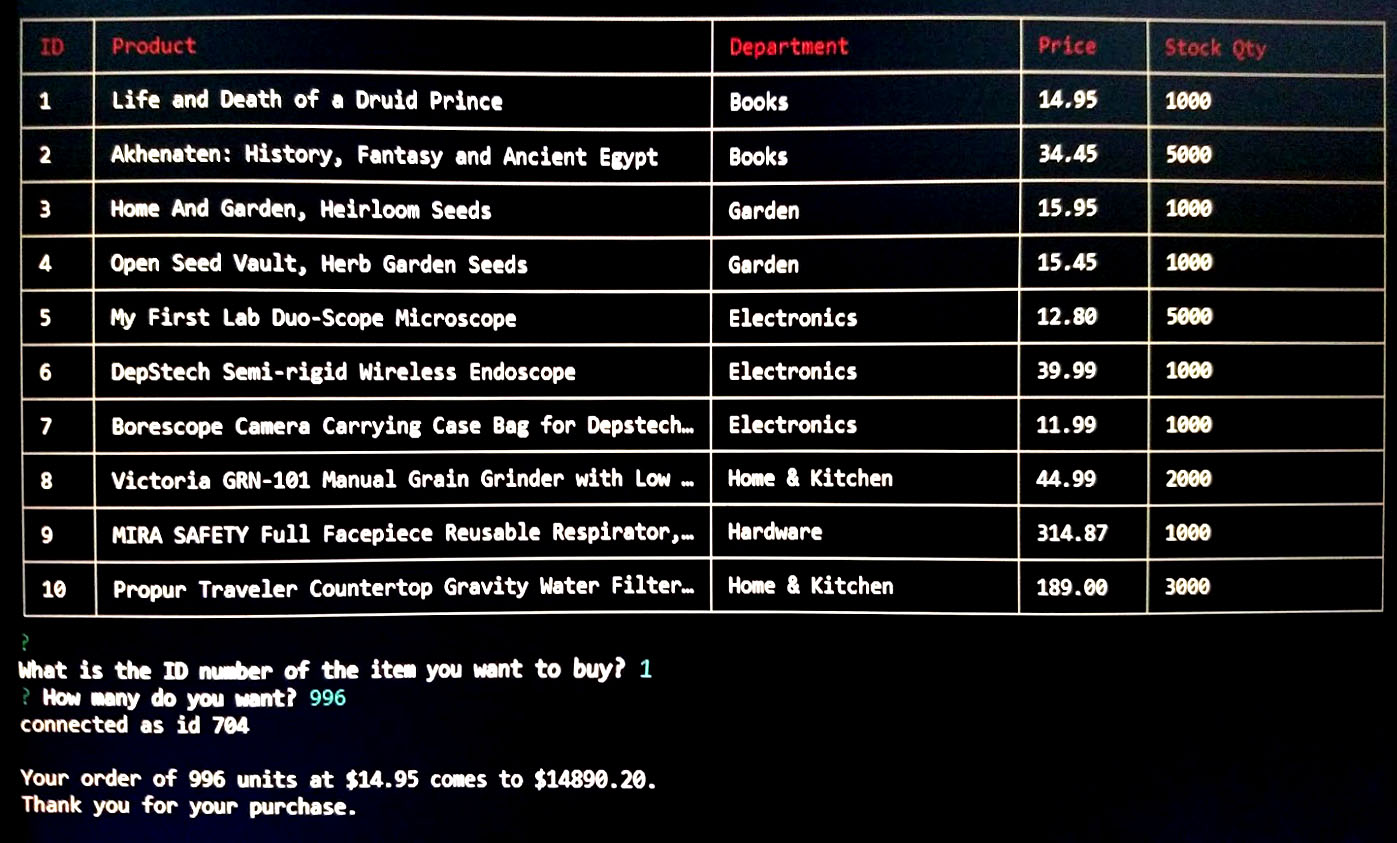 ID Product Department Price Stock Qty
1 Life and Death of a Druid Prince Books 14.95 1000
2 Akhenaten: History, Fantasy and Ancient Egypt Books 34.45 5000
3 Home And Garden, Heirloom Seeds Garden 15.95 1000
4 Open Seed Vault, Herb Garden Seeds Garden 15.45 1000
5 My First Lab Duo-Scope Microscope Electronics 12.80 5000
6 DepStech Semi-rigid Wireless Endoscope Electronics 39.99 1000
7 Borescope Camera Carrying Case Bag for Depstech… Electronics 11.99 1000
8 Victoria GRN-101 Manual Grain Grinder with Low … Home & Kitchen 44.99 2000
9 MIRA SAFETY Full Facepiece Reusable Respirator,… Hardware 314.87 1000
10 Propur Traveler Countertop Gravity Water Filter… Home & Kitchen 189.00 3000
?
What is the ID number of the item you want to buy? 1
? How many do you want? 996
connected as id 704
Your order of 996 units at $14.95 comes to $14890.20.
Thank you for your purchase.